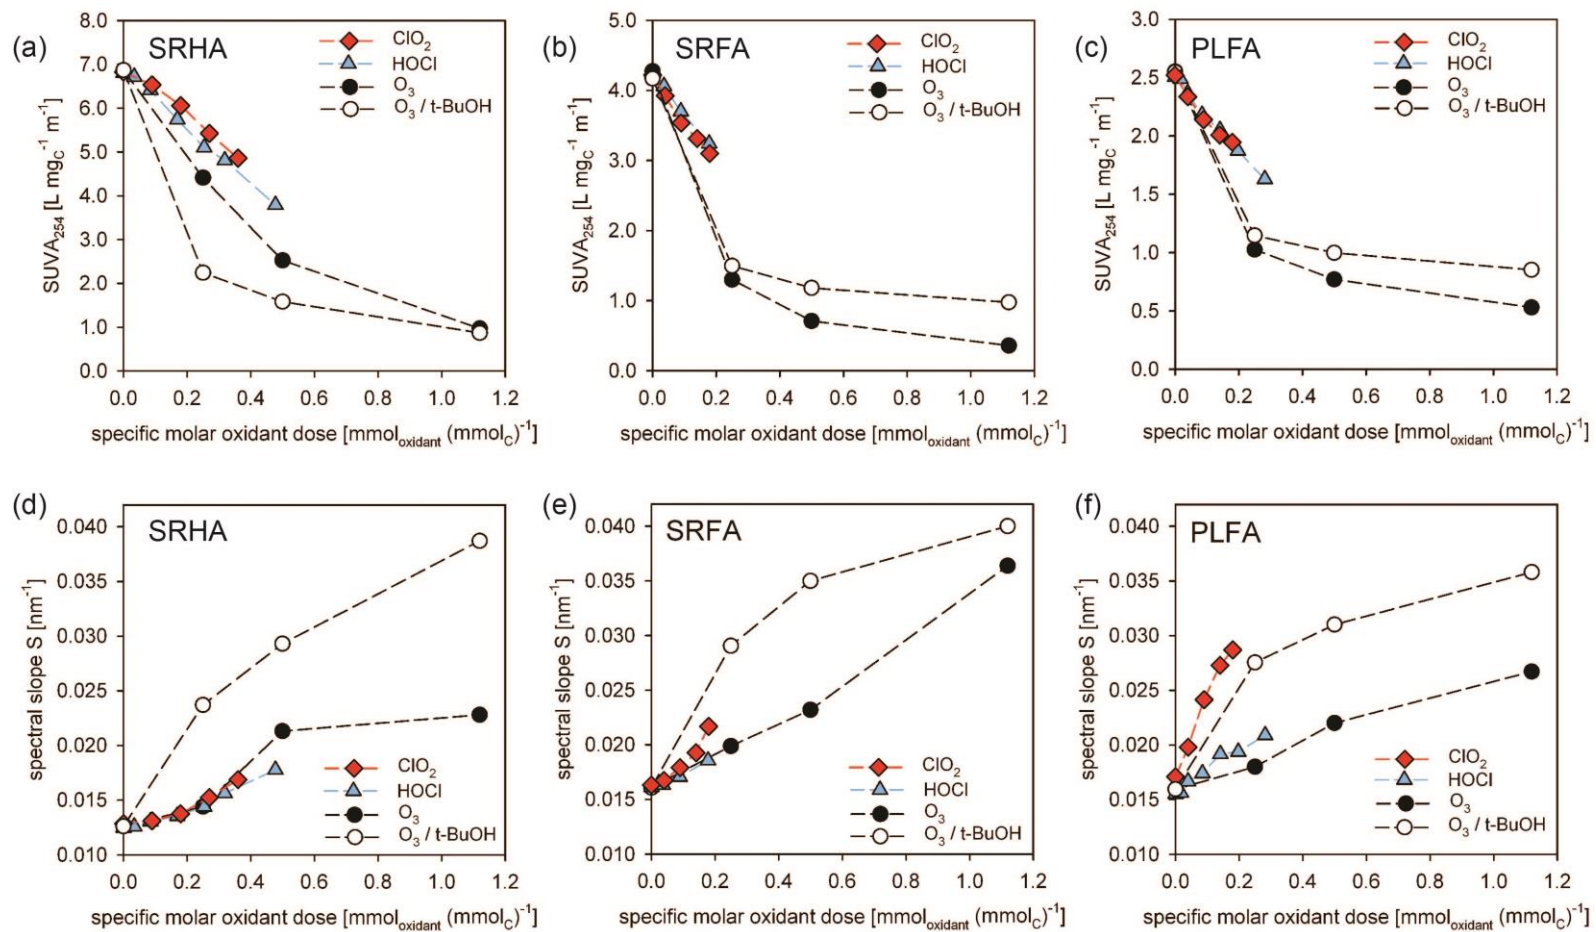 (a)
SRHA
ClO2
HOCl
O3
O3 / t-BuOH
8.0
7.0
6.0
5.0
4.0
3.0
2.0
1.0
0.0
SUVA254 [L mgC-1 m-1]
0.0 0.2 0.4 0.6 0.8 1.0 1.2
specific molar oxidant dose [mmoloxidant (mmolC)-1]
(b)
SRFA
ClO2
HOCl
O3
O3 / t-BuOH
5.0
4.0
3.0
2.0
1.0
0.0
SUVA254 [L mgC-1 m-1]
0.0 0.2 0.4 0.6 0.8 1.0 1.2
specific molar oxidant dose [mmoloxidant (mmolC)-1]
(c)
PLFA
ClO2
HOCl
O3
O3 / t-BuOH
3.0
2.5
2.0
1.5
1.0
0.5
0.0
SUVA254 [L mgC-1 m-1]
0.0 0.2 0.4 0.6 0.8 1.0 1.2
specific molar oxidant dose [mmoloxidant (mmolC)-1]
(d)
SRHA
ClO2
HOCl
O3
O3 / t-BuOH
0.040
0.035
0.030
0.025
0.020
0.015
0.010
spectral slope S [nm-1]
0.0 0.2 0.4 0.6 0.8 1.0 1.2
specific molar oxidant dose [mmoloxidant (mmolC)-1]
(e)
SRFA
ClO2
HOCl
O3
O3 / t-BuOH
0.040
0.035
0.030
0.025
0.020
0.015
0.010
spectral slope S [nm-1]
0.0 0.2 0.4 0.6 0.8 1.0 1.2
specific molar oxidant dose [mmoloxidant (mmolC)-1]
(f)
PLFA
ClO2
HOCl
O3
O3 / t-BuOH
0.040
0.035
0.030
0.025
0.020
0.015
0.010
spectral slope S [nm-1]
0.0 0.2 0.4 0.6 0.8 1.0 1.2
specific molar oxidant dose [mmoloxidant (mmolC)-1]